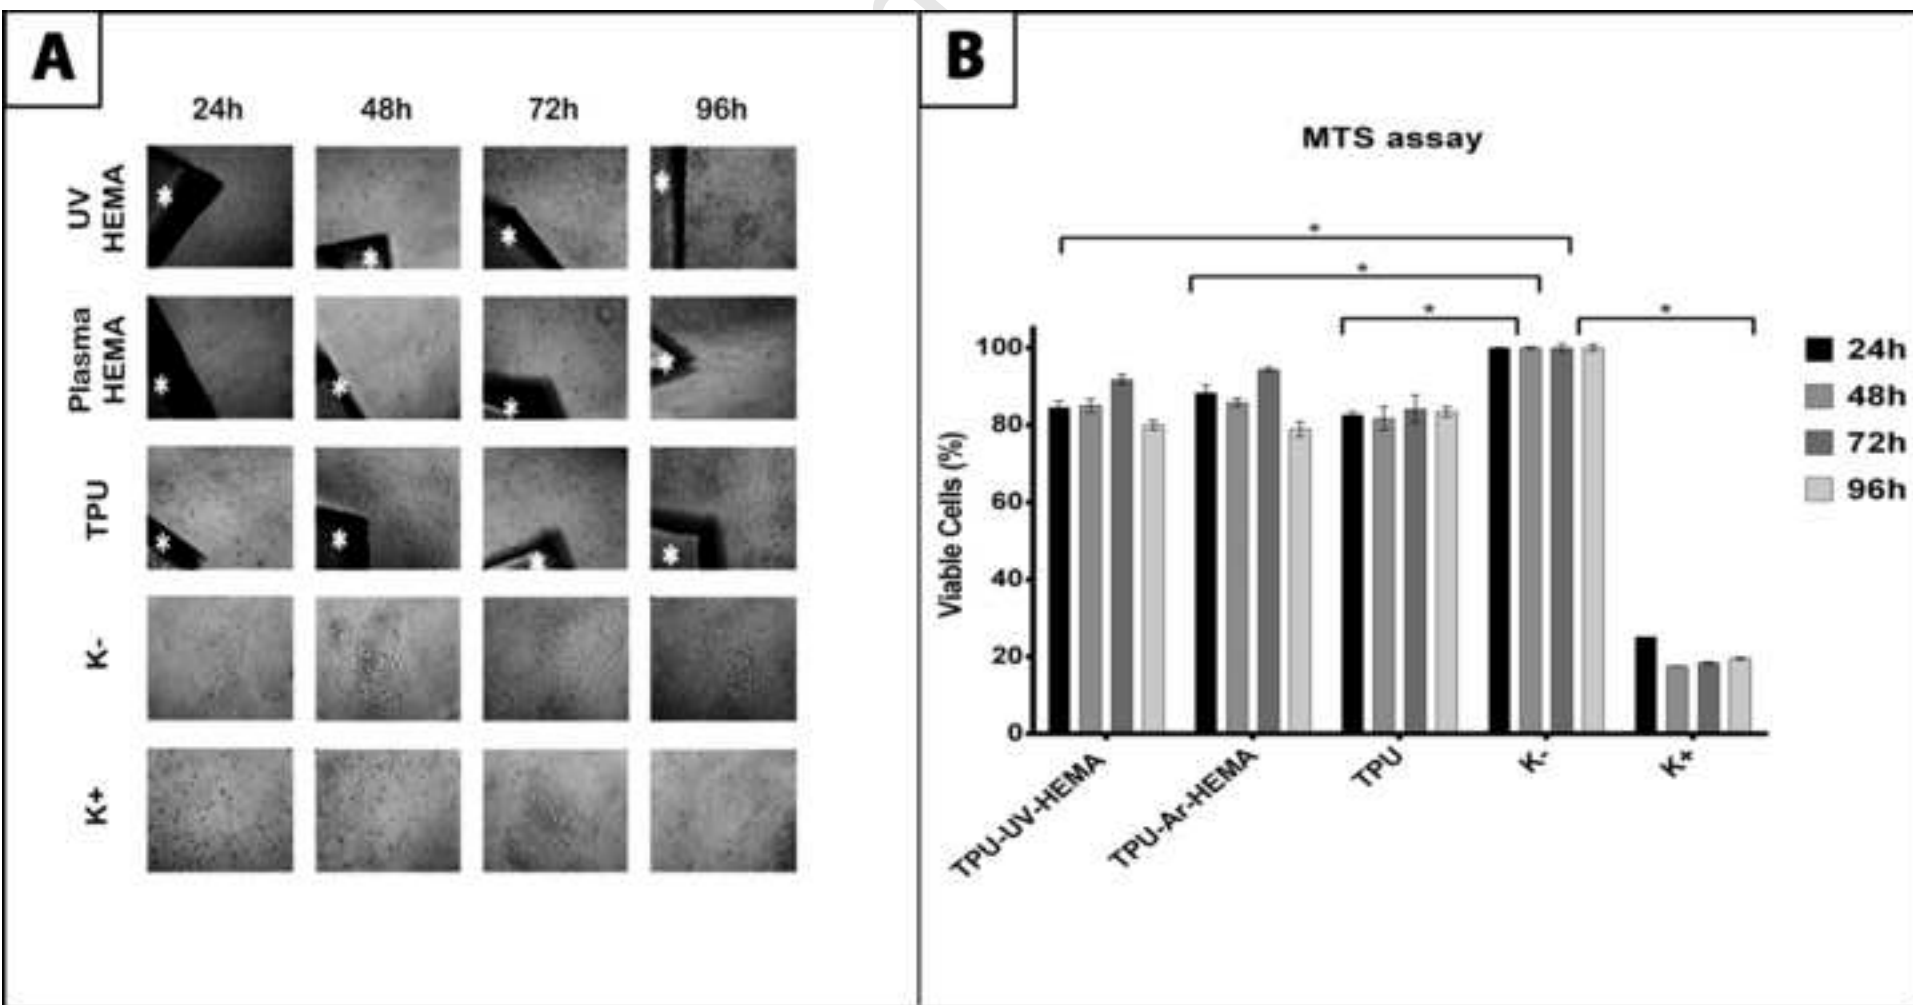 A
24h 48h 72h 96h
UV
HEMA
Plasma
HEMA
TPU
K-
K+
B
MTS assay
*
*
* *
100
80
60
40
20
0
Viable Cells (%)
TPU-UV-HEMA
TPU-Ar-HEMA
TPU
K-
K+
24h
48h
72h
96h